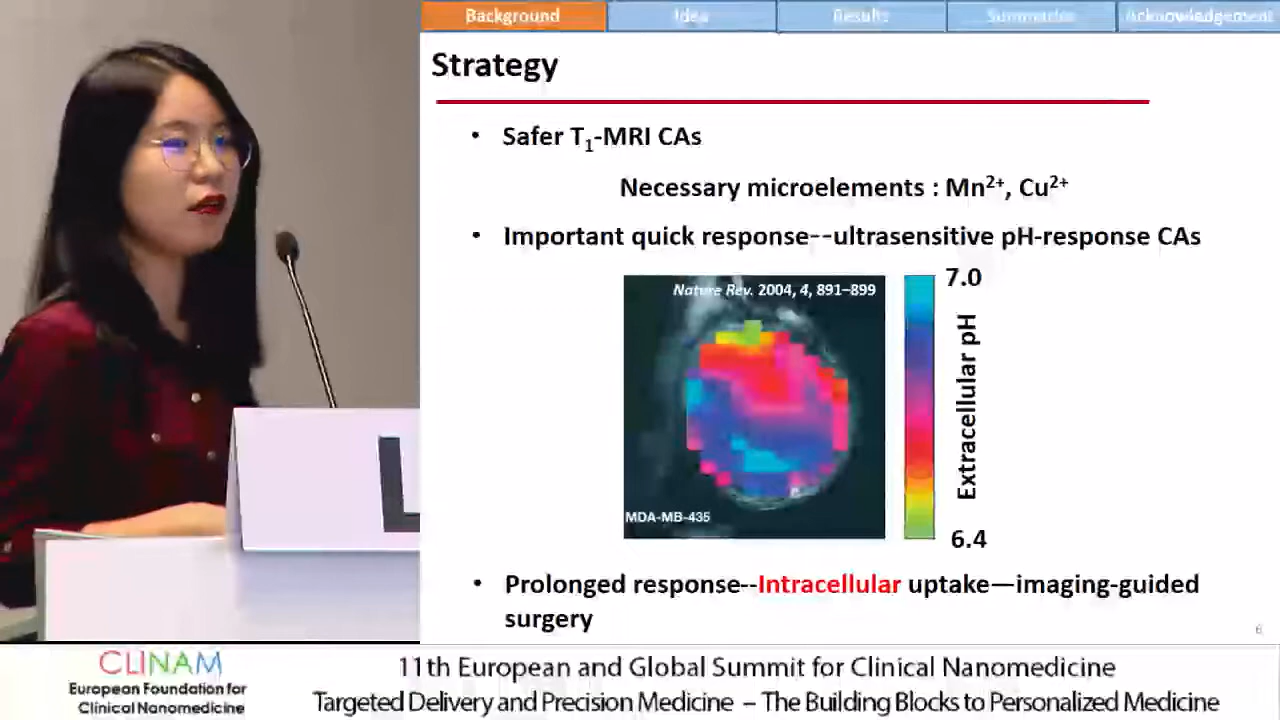 Background
Idea
Results
Summaries
Acknowledgement
Strategy
• Safer T₁-MRI CAs
Necessary microelements : Mn²⁺, Cu²⁺
• Important quick response--ultrasensitive pH-response CAs
Nature Rev. 2004, 4, 891–899
MDA-MB-435
7.0
Extracellular pH
6.4
• Prolonged response--Intracellular uptake—imaging-guided
surgery
6
L
CLINAM
European Foundation for
Clinical Nanomedicine
11th European and Global Summit for Clinical Nanomedicine
Targeted Delivery and Precision Medicine – The Building Blocks to Personalized Medicine